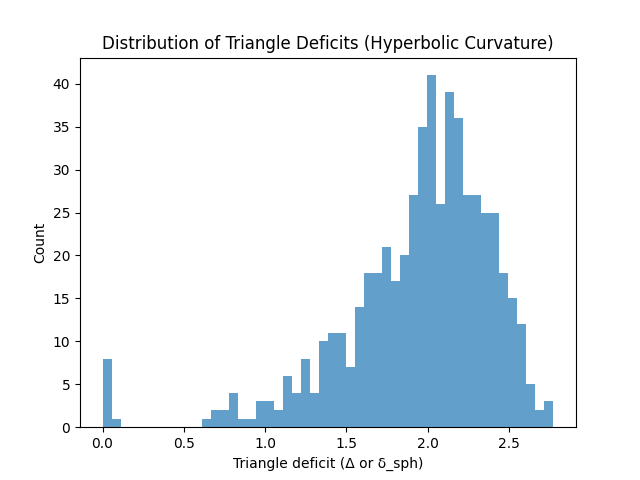 Distribution of Triangle Deficits (Hyperbolic Curvature)
40
35
30
25
20
15
10
5
0
Count
0.0 0.5 1.0 1.5 2.0 2.5
Triangle deficit (Δ or δ_sph)